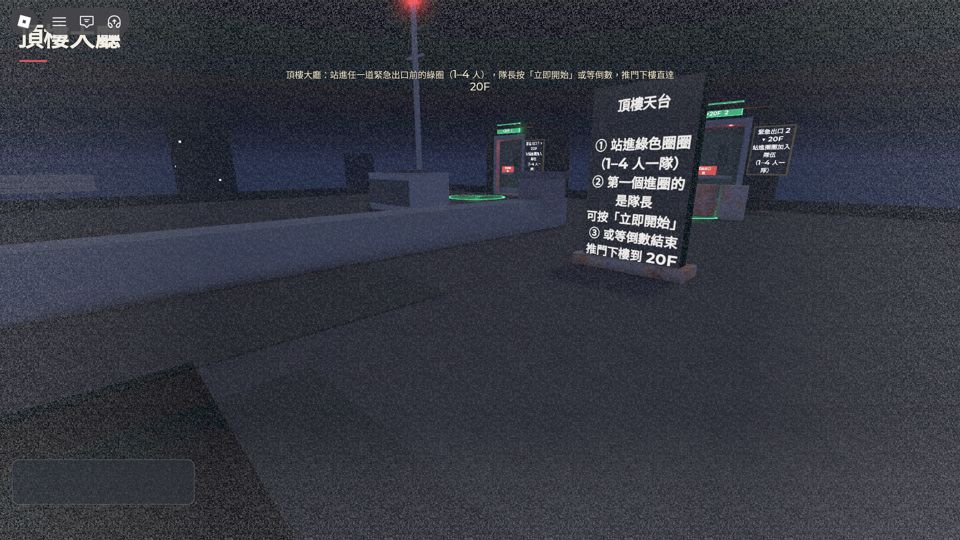 頂樓大廳
頂樓大廳：站進任一道緊急出口前的綠圈（1–4 人），隊長按「立即開始」或等倒數，推門下樓直達
20F
頂樓天台
① 站進綠色圈圈
（1–4 人一隊）
② 第一個進圈的
是隊長
可按「立即開始」
③ 或等倒數結束
推門下樓到 20F
20F 2
緊急出口 2
▾ 20F
站進圈圈加入
隊伍
（1–4 人一
隊）